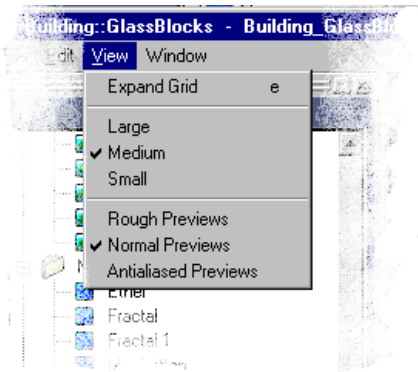 Building::GlassBlocks - Building_GlassBlo
Edit View Window
Expand Grid e
Large
Medium
Small
Rough Previews
Normal Previews
Antialiased Previews
Ether
Fractal
Fractal 1